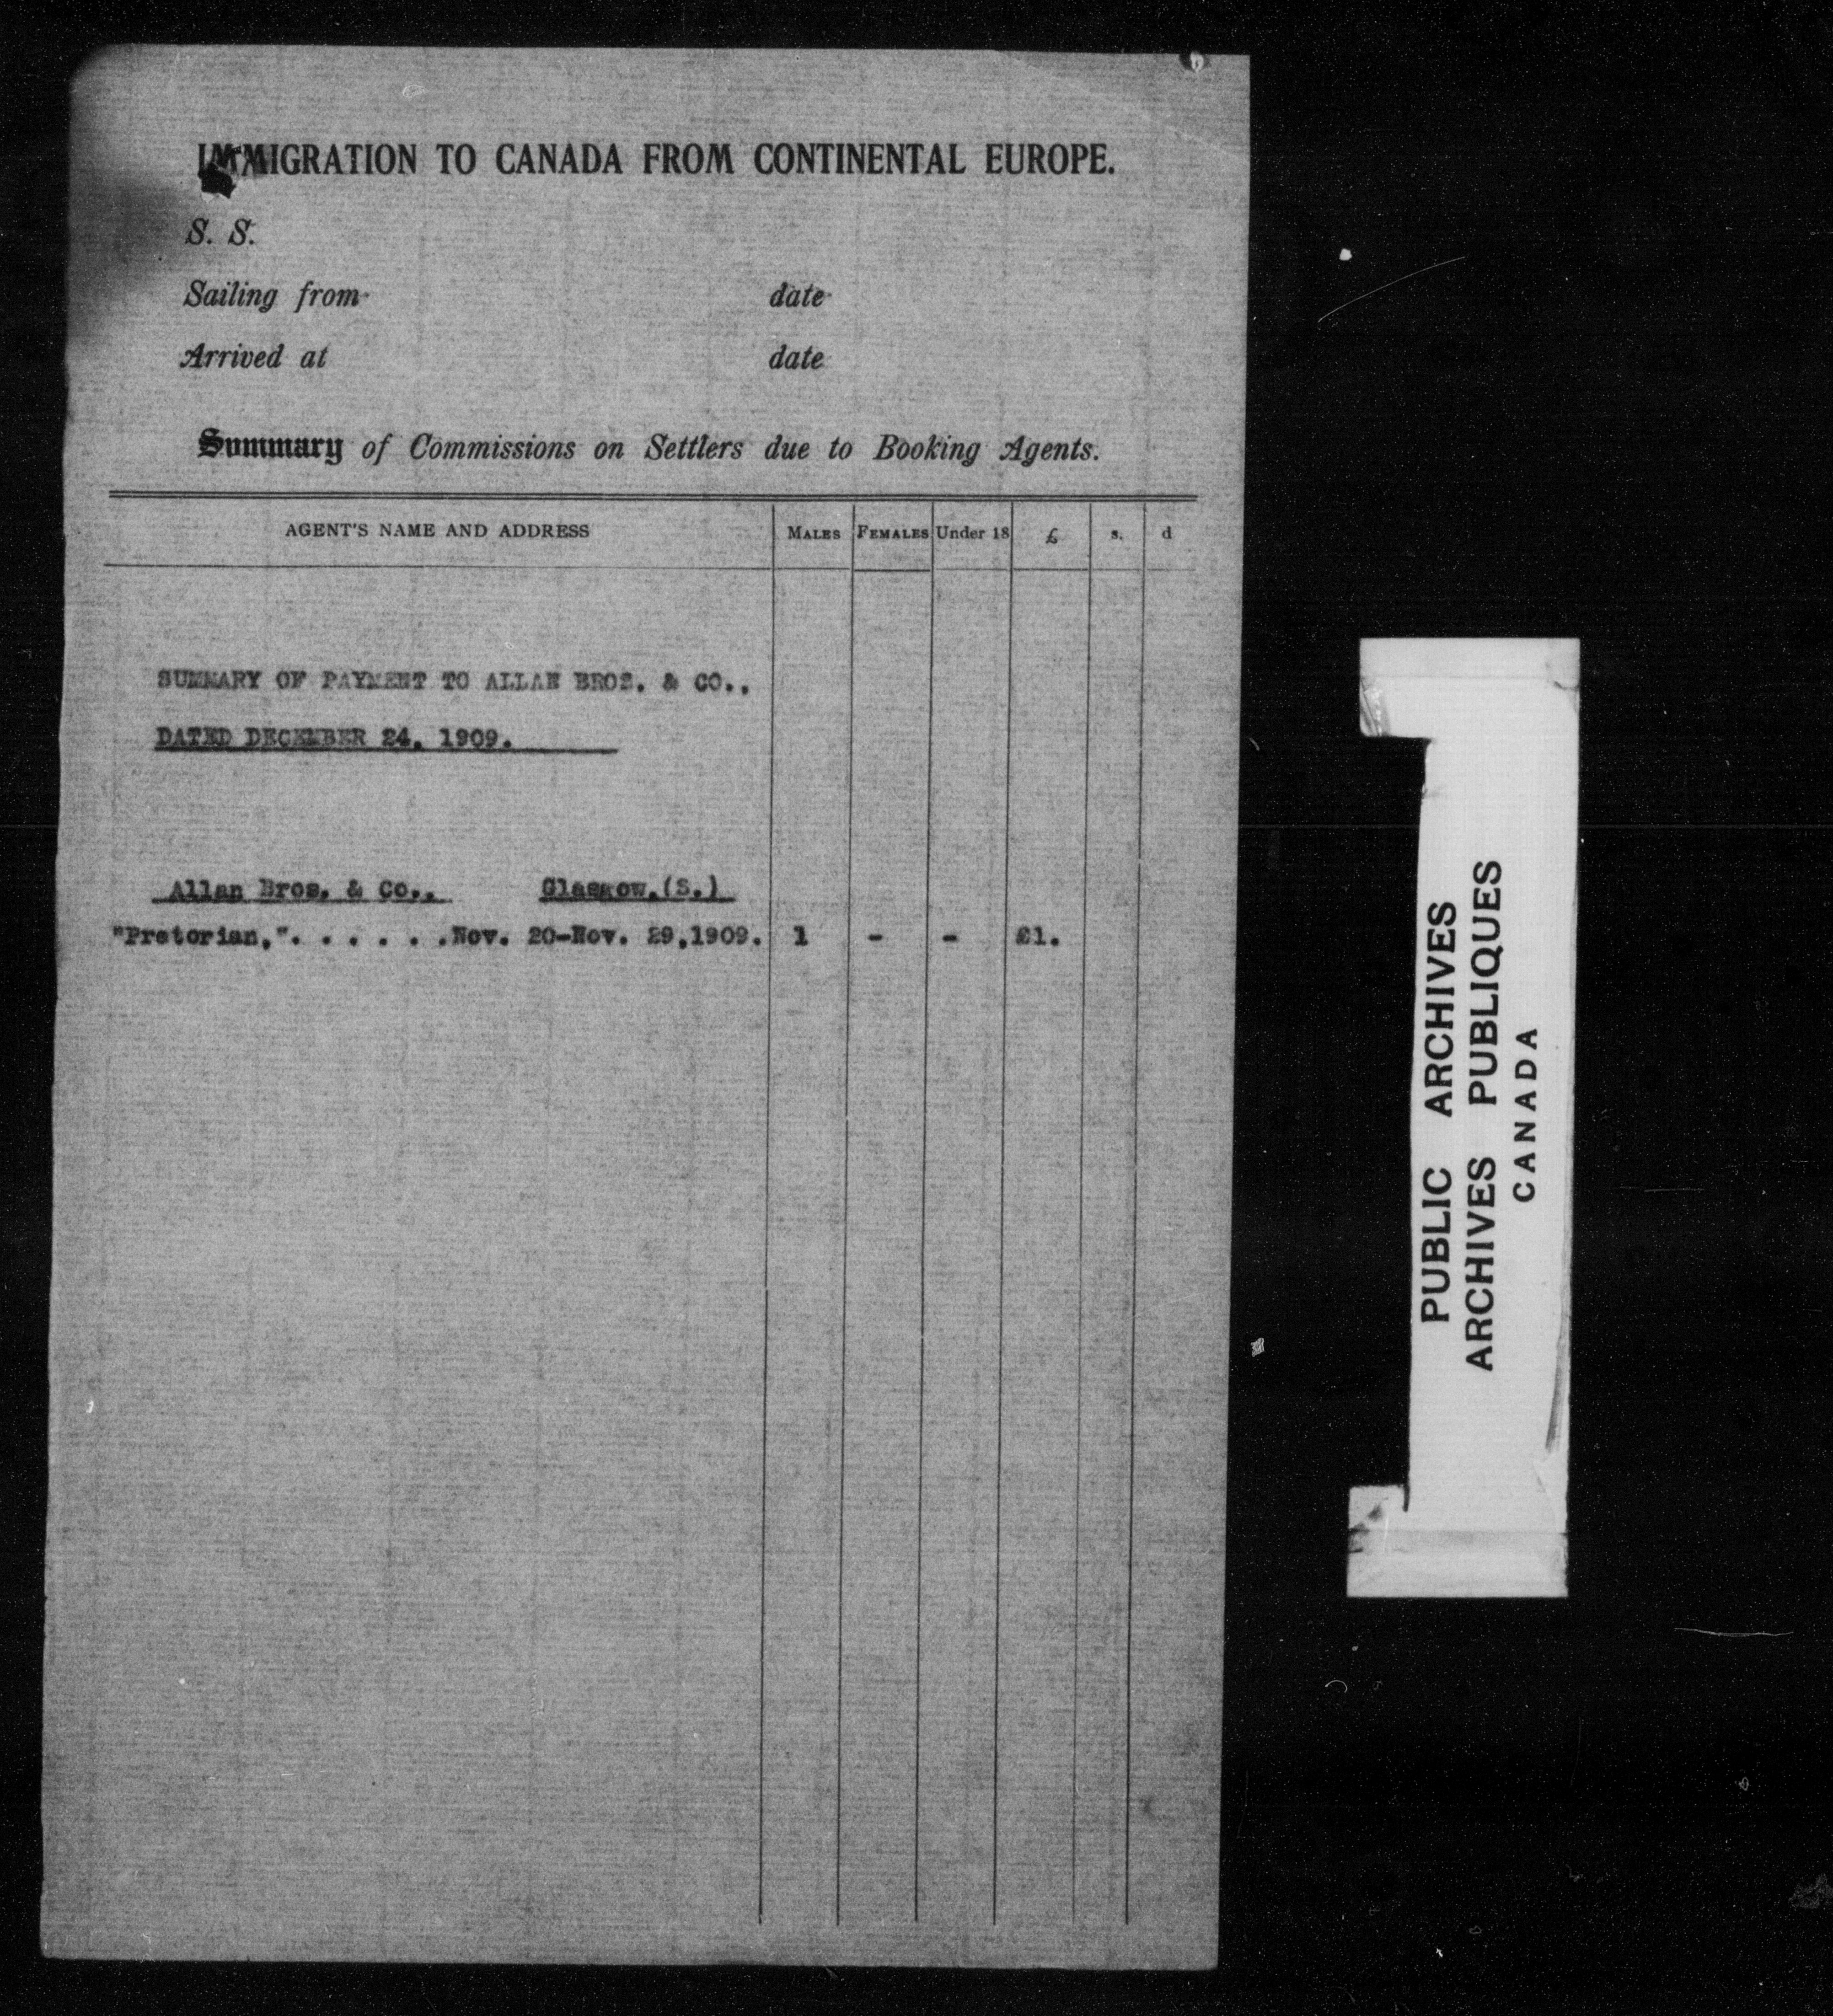 IMMIGRATION TO CANADA FROM CONTINENTAL EUROPE.
S. S.
Sailing from date
Arrived at date
Summary of Commissions on Settlers due to Booking Agents.
AGENT'S NAME AND ADDRESS MALES FEMALES Under 18 £ s. d
SUMMARY OF PAYMENT TO ALLAN BROS. & CO.,
DATED DECEMBER 24, 1909.
Allan Bros. & Co., Glasgow.(S.)
"Pretorian,". . . . . .Nov. 20-Nov. 29,1909. 1 - - £1.
PUBLIC ARCHIVES
ARCHIVES PUBLIQUES
CANADA